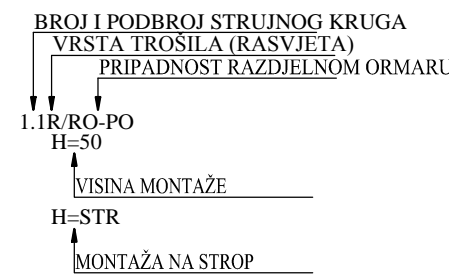 BROJ I PODBROJ STRUJNOG KRUGA
VRSTA TROŠILA (RASVJETA)
PRIPADNOST RAZDJELNOM ORMARU
1.1R/RO-PO
H=50
VISINA MONTAŽE
H=STR
MONTAŽA NA STROP